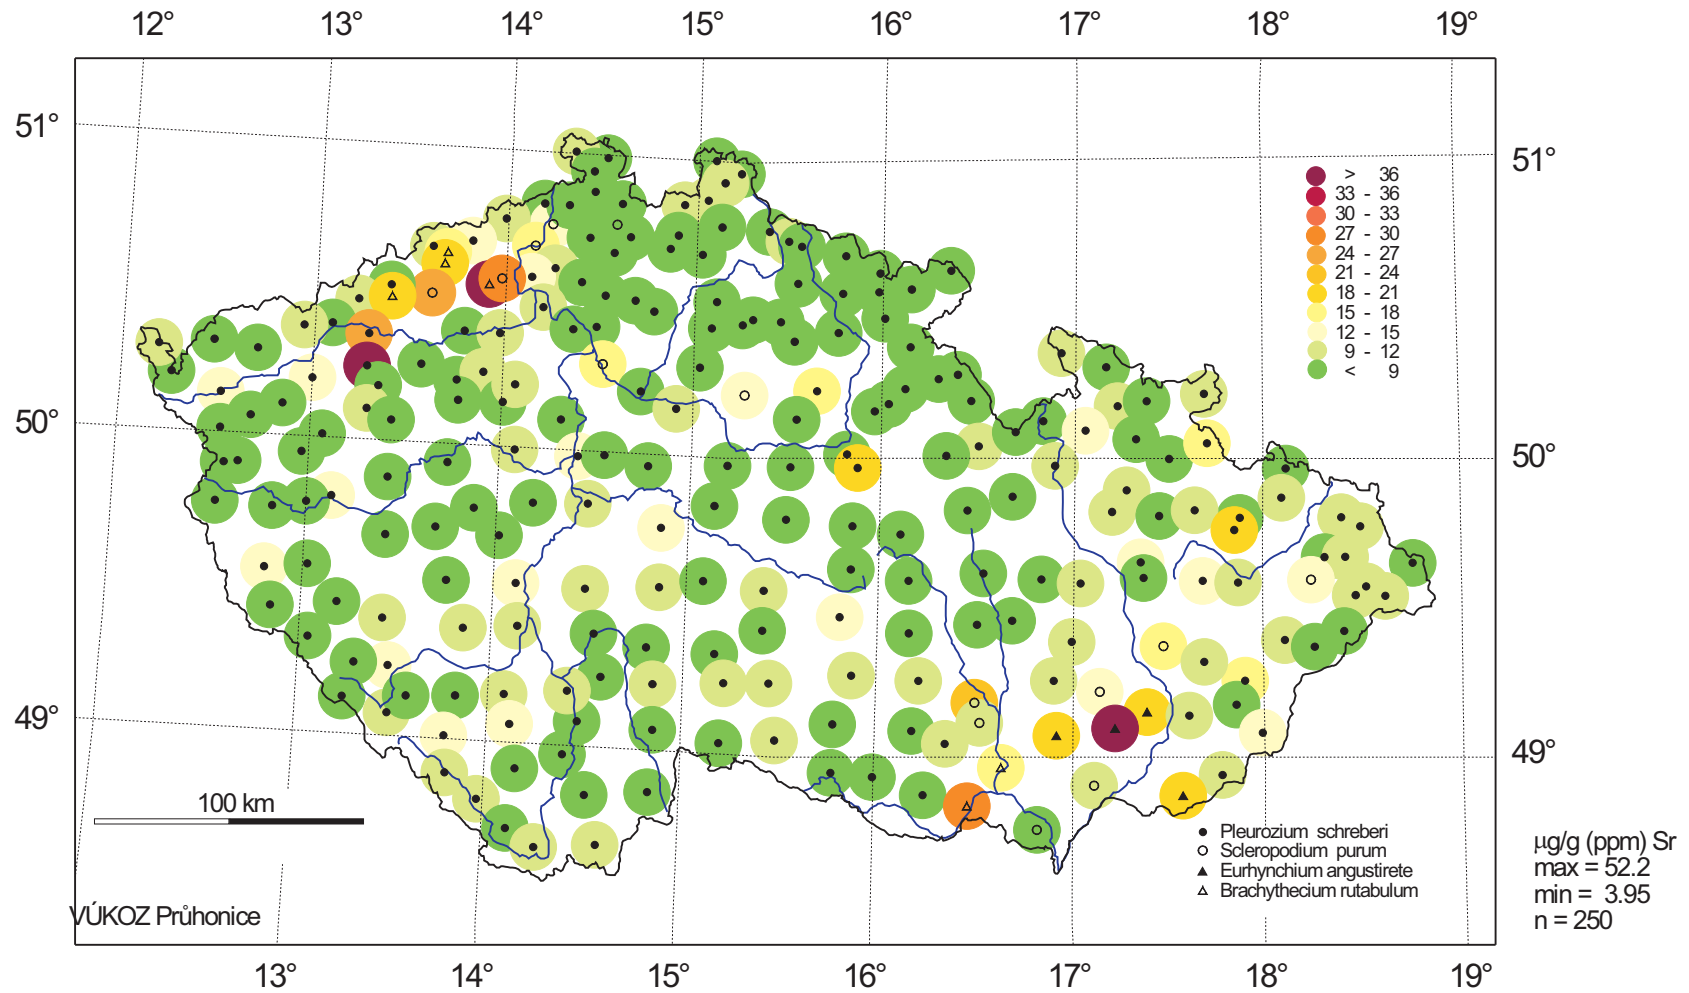 12° 13° 14° 15° 16° 17° 18° 19°
51°
51°
> 36
33 - 36
30 - 33
27 - 30
24 - 27
21 - 24
18 - 21
15 - 18
12 - 15
9 - 12
< 9
50°
50°
49°
49°
100 km
Pleurozium schreberi
Scleropodium purum
Eurhynchium angustirete
Brachythecium rutabulum
µg/g (ppm) Sr
max = 52.2
min = 3.95
n = 250
VÚKOZ Průhonice
13° 14° 15° 16° 17° 18° 19°